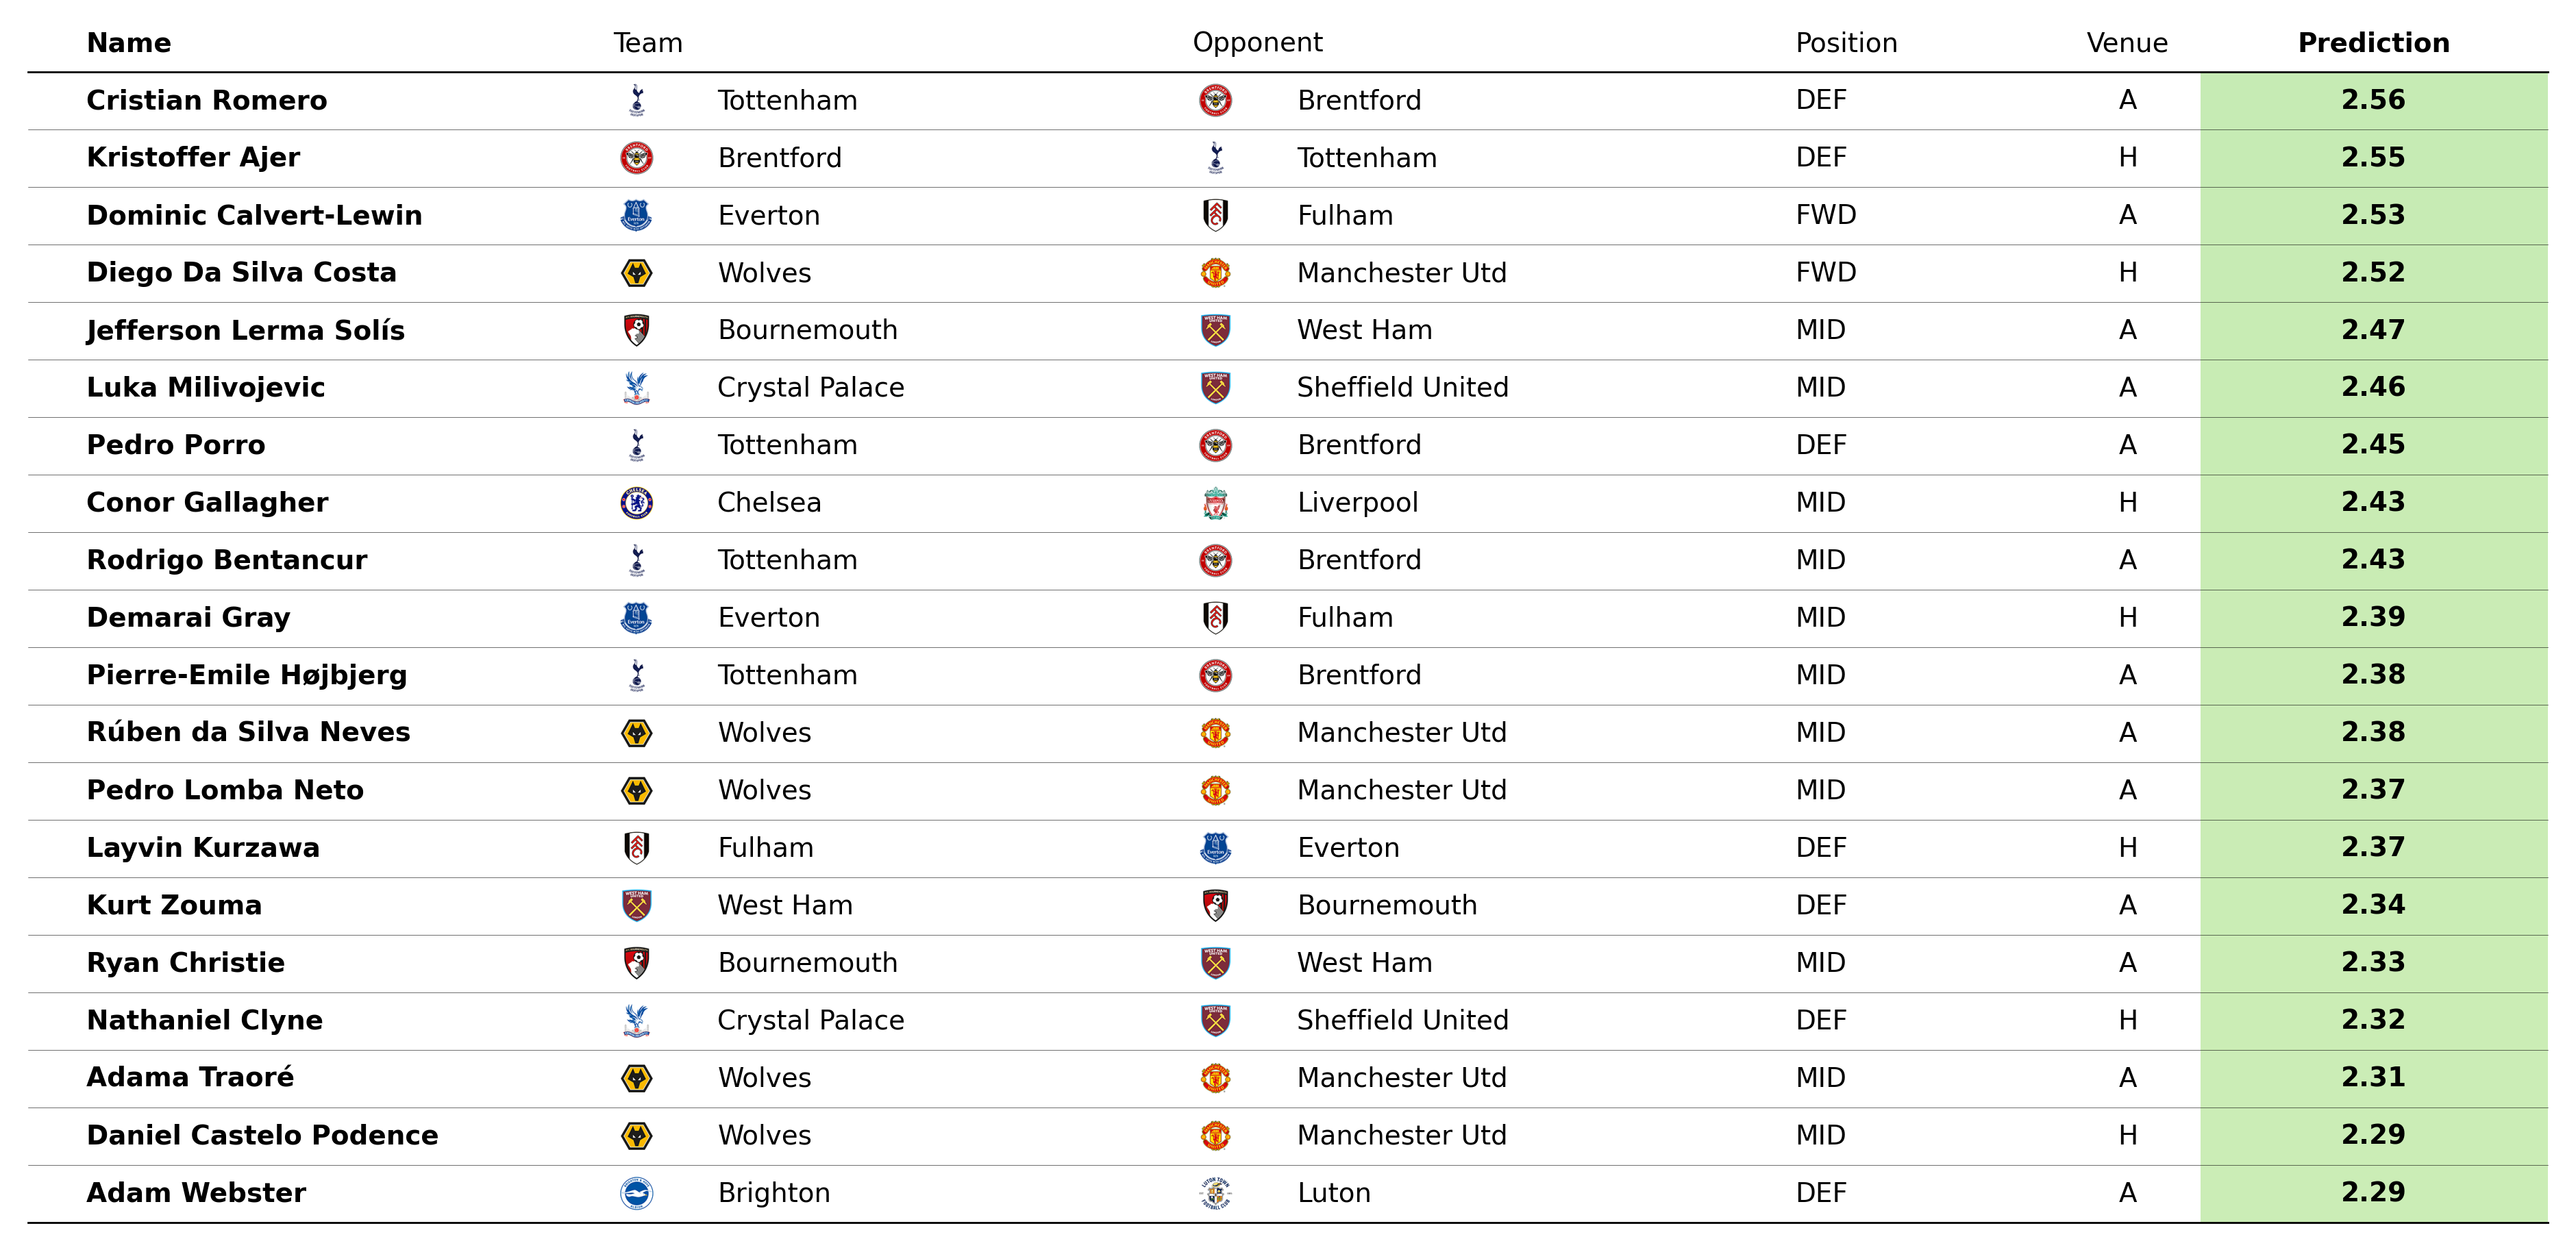 Name Team Opponent Position Venue Prediction
Cristian Romero Tottenham Brentford DEF A 2.56
Kristoffer Ajer Brentford Tottenham DEF H 2.55
Dominic Calvert-Lewin Everton Fulham FWD A 2.53
Diego Da Silva Costa Wolves Manchester Utd FWD H 2.52
Jefferson Lerma Solís Bournemouth West Ham MID A 2.47
Luka Milivojevic Crystal Palace Sheffield United MID A 2.46
Pedro Porro Tottenham Brentford DEF A 2.45
Conor Gallagher Chelsea Liverpool MID H 2.43
Rodrigo Bentancur Tottenham Brentford MID A 2.43
Demarai Gray Everton Fulham MID H 2.39
Pierre-Emile Højbjerg Tottenham Brentford MID A 2.38
Rúben da Silva Neves Wolves Manchester Utd MID A 2.38
Pedro Lomba Neto Wolves Manchester Utd MID A 2.37
Layvin Kurzawa Fulham Everton DEF H 2.37
Kurt Zouma West Ham Bournemouth DEF A 2.34
Ryan Christie Bournemouth West Ham MID A 2.33
Nathaniel Clyne Crystal Palace Sheffield United DEF H 2.32
Adama Traoré Wolves Manchester Utd MID A 2.31
Daniel Castelo Podence Wolves Manchester Utd MID H 2.29
Adam Webster Brighton Luton DEF A 2.29